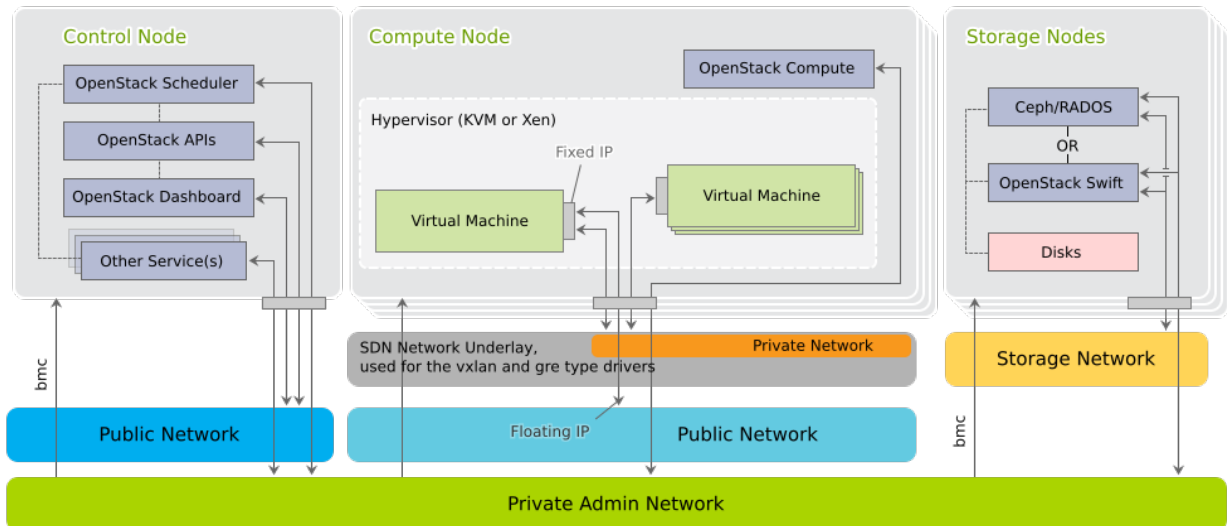 Control Node
OpenStack Scheduler
OpenStack APIs
OpenStack Dashboard
Other Service(s)
Compute Node
OpenStack Compute
Hypervisor (KVM or Xen)
Fixed IP
Virtual Machine
Virtual Machine
Storage Nodes
Ceph/RADOS
OR
OpenStack Swift
Disks
bmc
SDN Network Underlay,
used for the vxlan and gre type drivers
Private Network
Storage Network
Public Network
Floating IP
Public Network
bmc
Private Admin Network